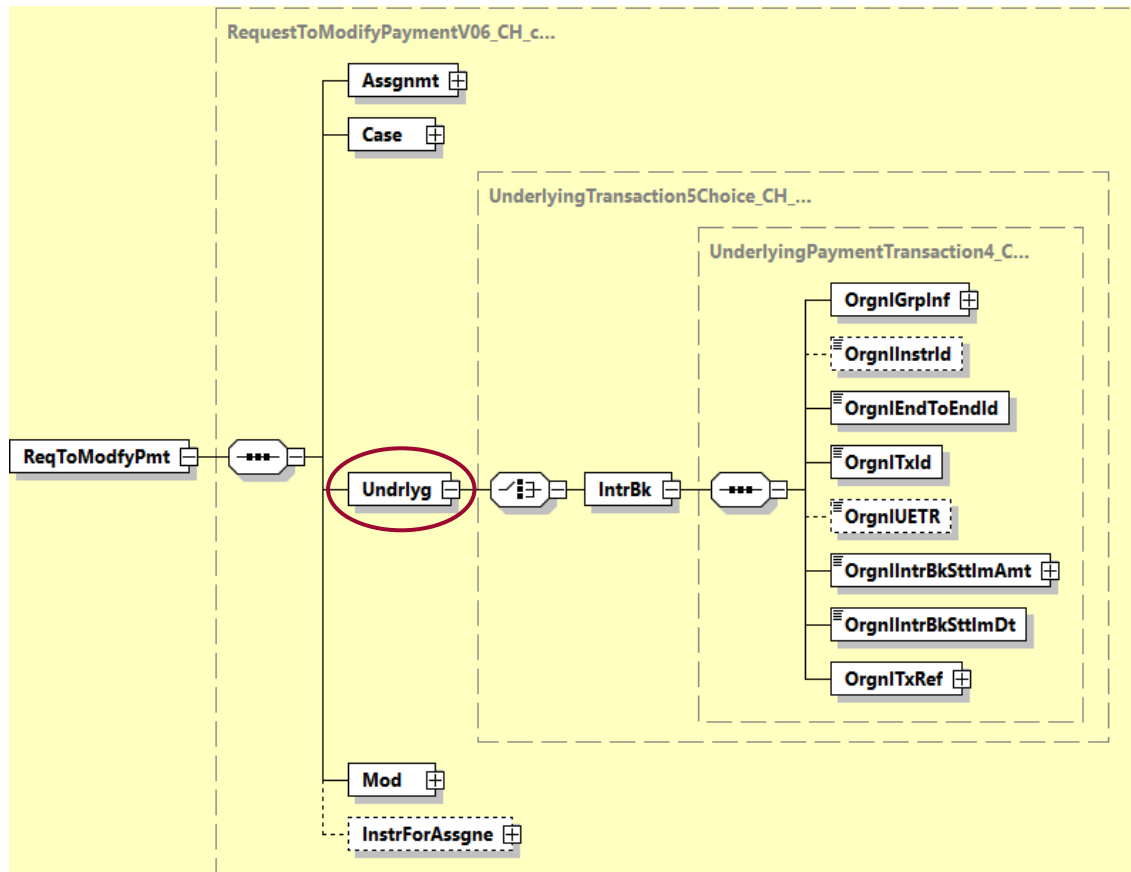 RequestToModifyPaymentV06_CH_c...
Assgnmt
Case
UnderlyingTransaction5Choice_CH_...
UnderlyingPaymentTransaction4_C...
OrgnlGrpInf
OrgnlInstrId
OrgnlEndToEndId
OrgnlTxId
ReqToModfyPmt
Undrlyg
IntrBk
OrgnlUETR
OrgnlIntrBkSttlmAmt
OrgnlIntrBkSttlmDt
OrgnlTxRef
Mod
InstrForAssgne